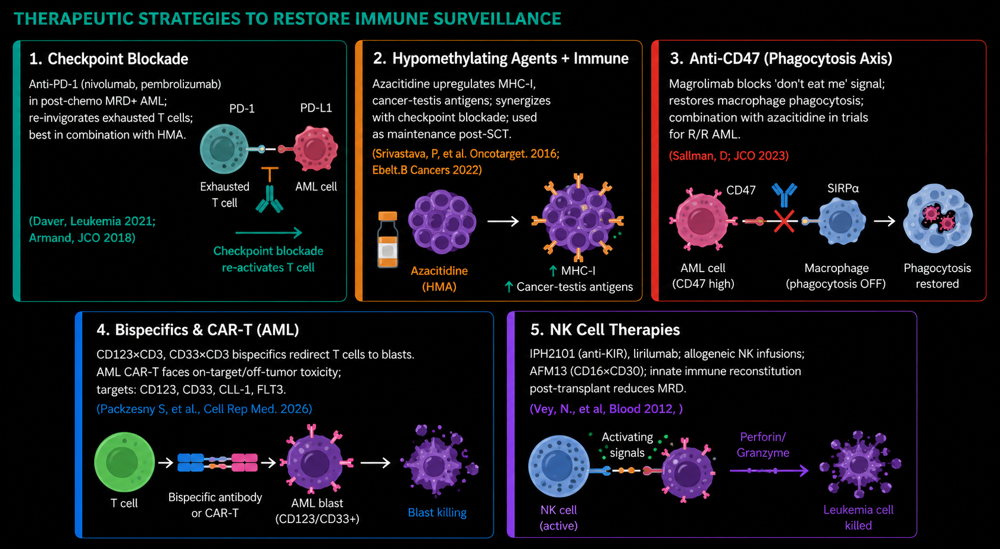 THERAPEUTIC STRATEGIES TO RESTORE IMMUNE SURVEILLANCE
1. Checkpoint Blockade
Anti-PD-1 (nivolumab, pembrolizumab)
in post-chemo MRD+ AML;
re-invigorates exhausted T cells;
best in combination with HMA.
PD-1
PD-L1
Exhausted
T cell
AML cell
(Daver, Leukemia 2021;
Armand, JCO 2018)
Checkpoint blockade
re-activates T cell
2. Hypomethylating Agents + Immune
Azacitidine upregulates MHC-I,
cancer-testis antigens; synergizes
with checkpoint blockade; used
as maintenance post-SCT.
(Srivastava, P, et al. Oncotarget. 2016;
Ebelt.B Cancers 2022)
Azacitidine
(HMA)
↑ MHC-I
↑ Cancer-testis antigens
3. Anti-CD47 (Phagocytosis Axis)
Magrolimab blocks 'don't eat me' signal;
restores macrophage phagocytosis;
combination with azacitidine in trials
for R/R AML.
(Sallman, D; JCO 2023)
CD47
SIRPα
AML cell
(CD47 high)
Macrophage
(phagocytosis OFF)
Phagocytosis
restored
4. Bispecifics & CAR-T (AML)
CD123×CD3, CD33×CD3 bispecifics redirect T cells to blasts.
AML CAR-T faces on-target/off-tumor toxicity;
targets: CD123, CD33, CLL-1, FLT3.
(Packzesny S, et al., Cell Rep Med. 2026)
T cell
Bispecific antibody
or CAR-T
AML blast
(CD123/CD33+)
Blast killing
5. NK Cell Therapies
IPH2101 (anti-KIR), lirilumab; allogeneic NK infusions;
AFM13 (CD16×CD30); innate immune reconstitution
post-transplant reduces MRD.
(Vey, N., et al, Blood 2012, )
Activating
signals
Perforin/
Granzyme
NK cell
(active)
Leukemia cell
killed